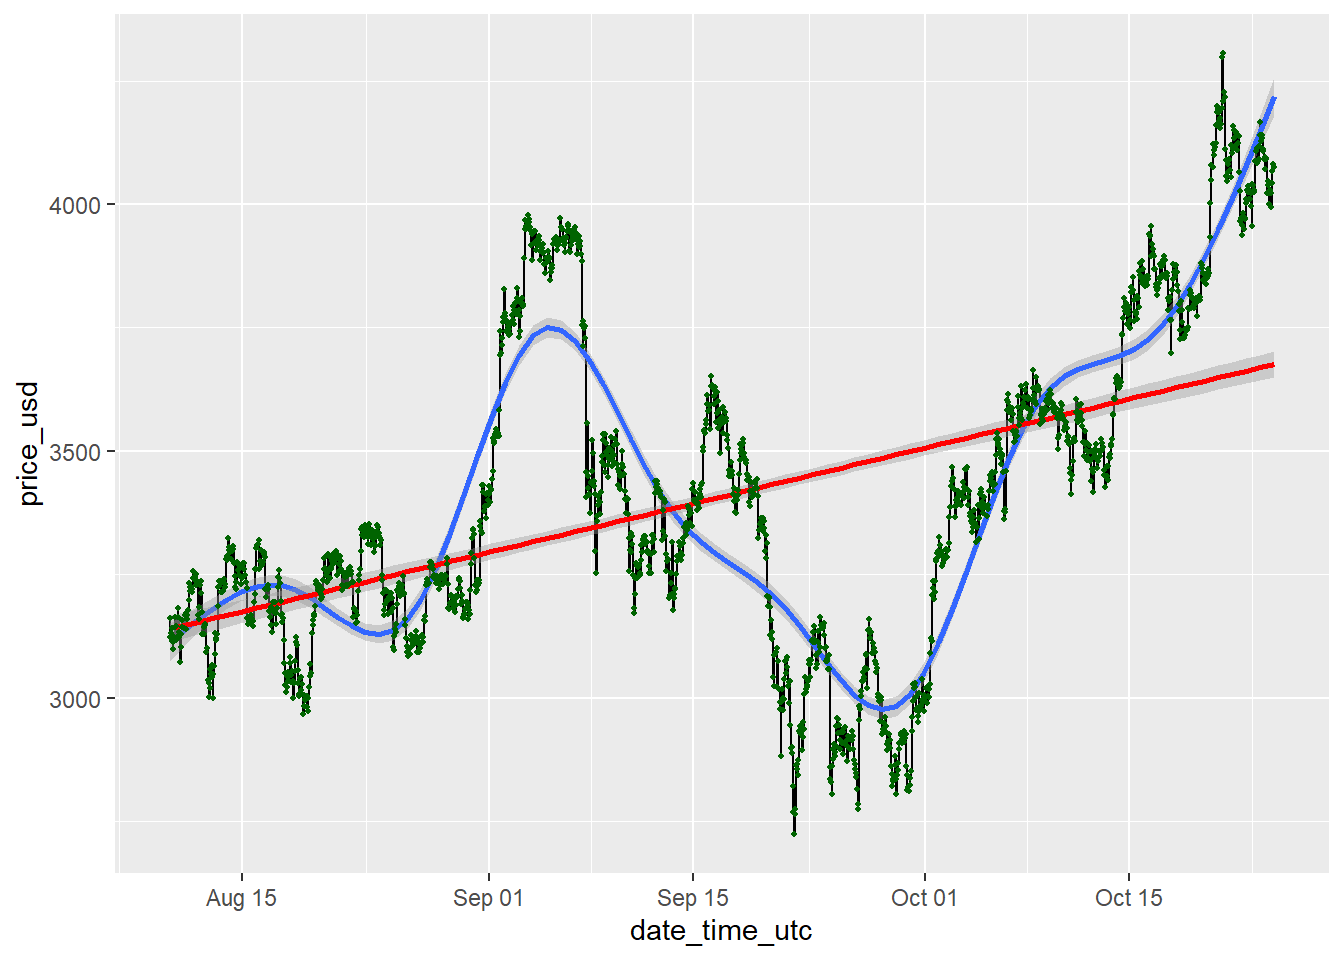 price_usd
4000
3500
3000
Aug 15
Sep 01
Sep 15
Oct 01
Oct 15
date_time_utc